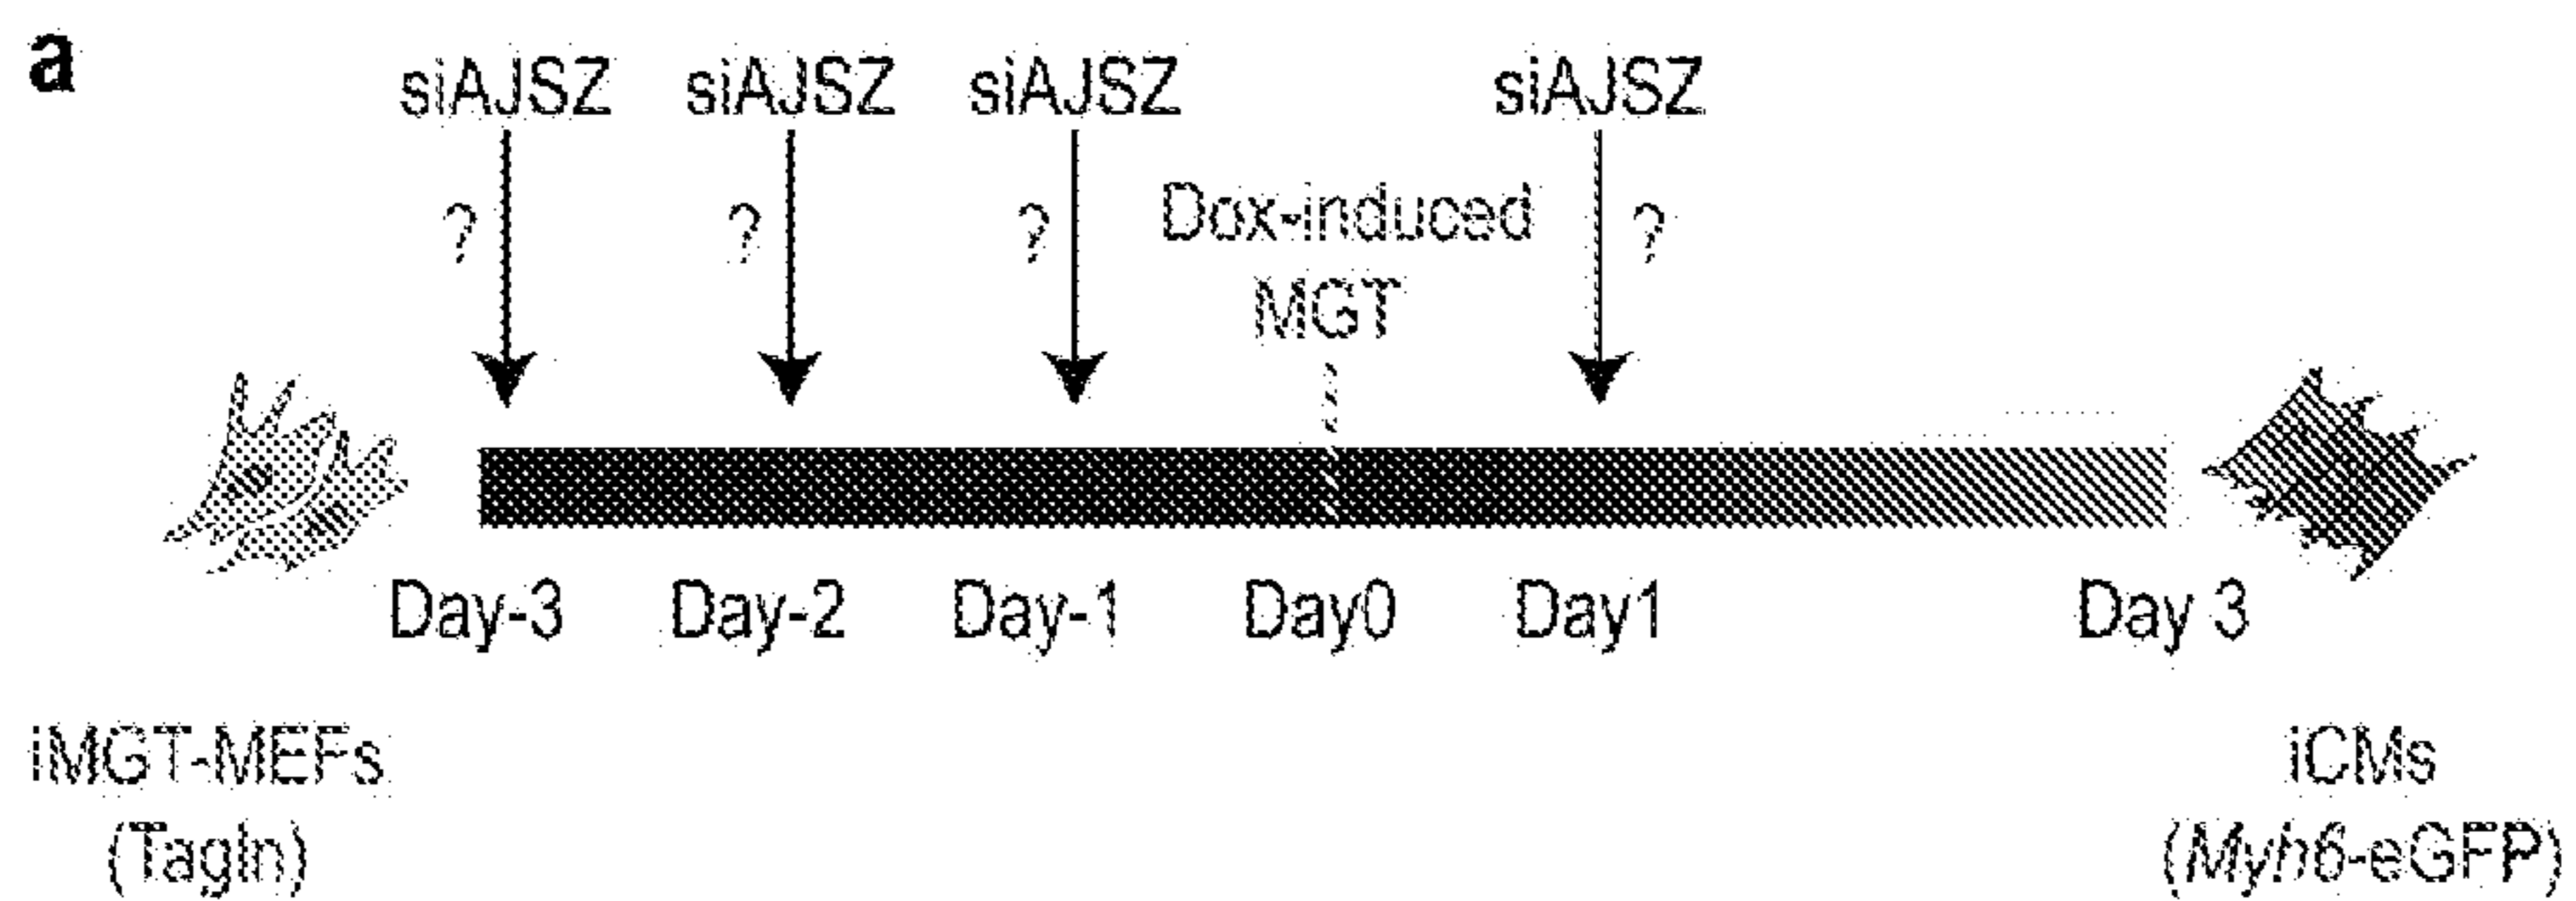 a
siAJSZ siAJSZ siAJSZ siAJSZ
? ? ? ?
Dox-induced
MGT
Day-3 Day-2 Day-1 Day0 Day1 Day 3
iMGT-MEFs
(Tagln)
iCMs
(Myh6-eGFP)